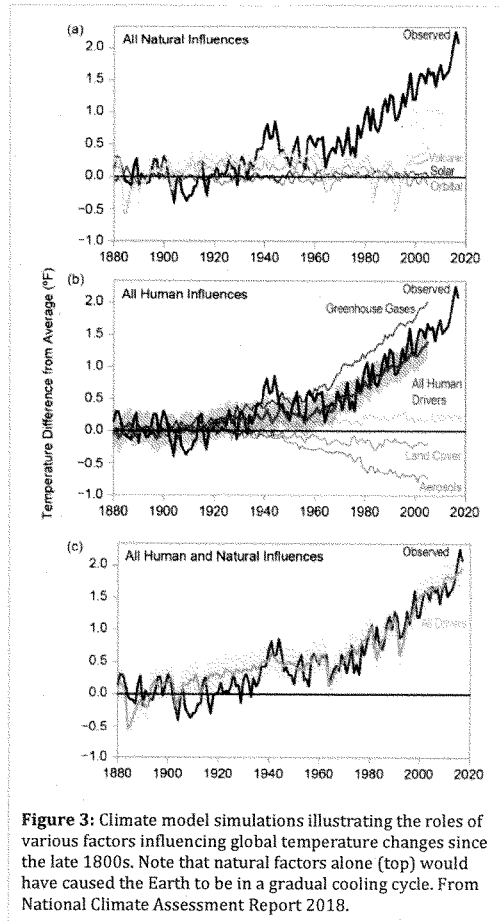 (a)
All Natural Influences
Observed
2.0
1.5
1.0
0.5
0.0
−0.5
−1.0
Volcanic
Solar
Orbital
1880 1900 1920 1940 1960 1980 2000 2020
Temperature Difference from Average (°F)
(b)
All Human Influences
Observed
Greenhouse Gases
2.0
1.5
1.0
0.5
0.0
−0.5
−1.0
All Human
Drivers
Ozone
Land Cover
Aerosols
1880 1900 1920 1940 1960 1980 2000 2020
(c)
All Human and Natural Influences
Observed
2.0
1.5
1.0
0.5
0.0
−0.5
−1.0
All Drivers
1880 1900 1920 1940 1960 1980 2000 2020
Figure 3: Climate model simulations illustrating the roles of
various factors influencing global temperature changes since
the late 1800s. Note that natural factors alone (top) would
have caused the Earth to be in a gradual cooling cycle. From
National Climate Assessment Report 2018.